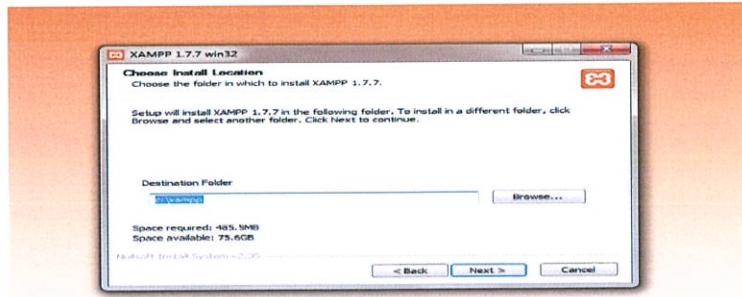 XAMPP 1.7.7 win32
Choose Install Location
Choose the folder in which to install XAMPP 1.7.7.
Setup will install XAMPP 1.7.7 in the following folder. To install in a different folder, click
Browse and select another folder. Click Next to continue.
Destination Folder
c:\xampp
Browse...
Space required: 485.5MB
Space available: 75.6GB
Nullsoft Install System v2.35
< Back
Next >
Cancel